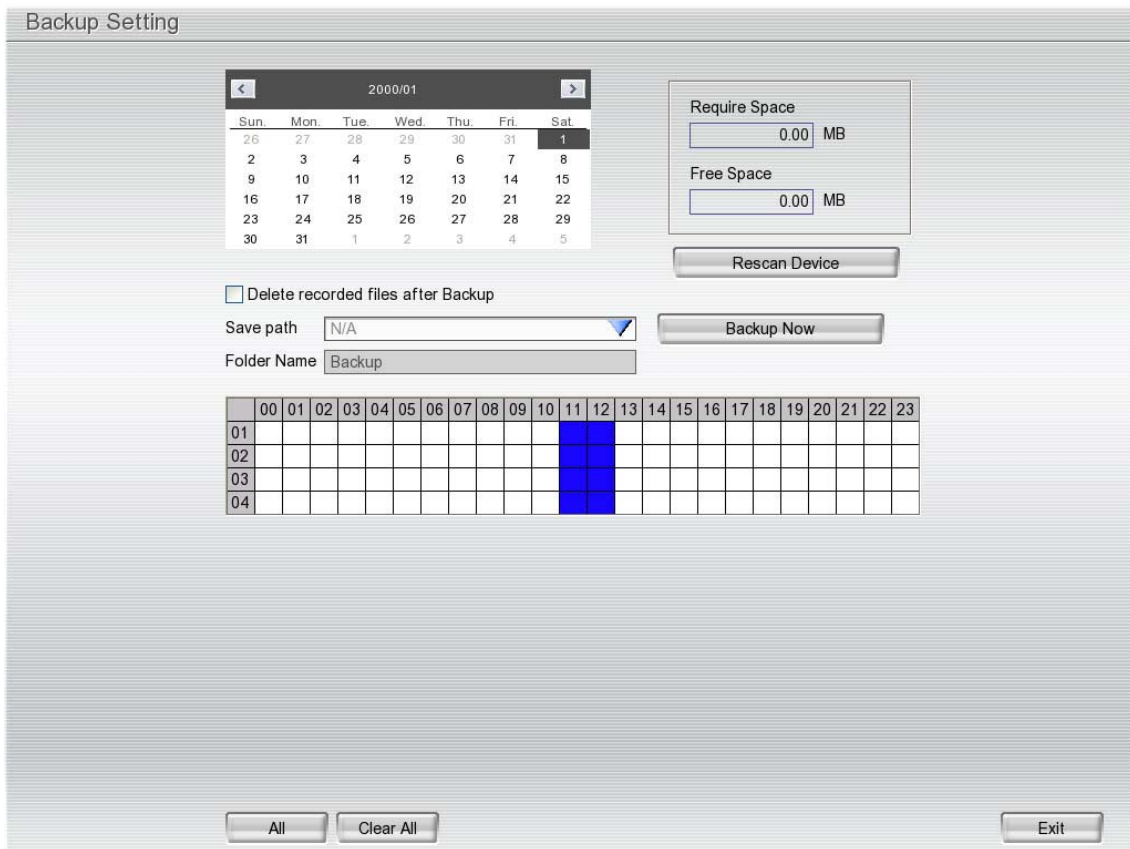 Backup Setting
2000/01
Sun. Mon. Tue. Wed. Thu. Fri. Sat.
26 27 28 29 30 31 1
2 3 4 5 6 7 8
9 10 11 12 13 14 15
16 17 18 19 20 21 22
23 24 25 26 27 28 29
30 31 1 2 3 4 5
Require Space
0.00 MB
Free Space
0.00 MB
Rescan Device
Delete recorded files after Backup
Save path N/A
Backup Now
Folder Name Backup
00 01 02 03 04 05 06 07 08 09 10 11 12 13 14 15 16 17 18 19 20 21 22 23
01
02
03
04
All Clear All Exit